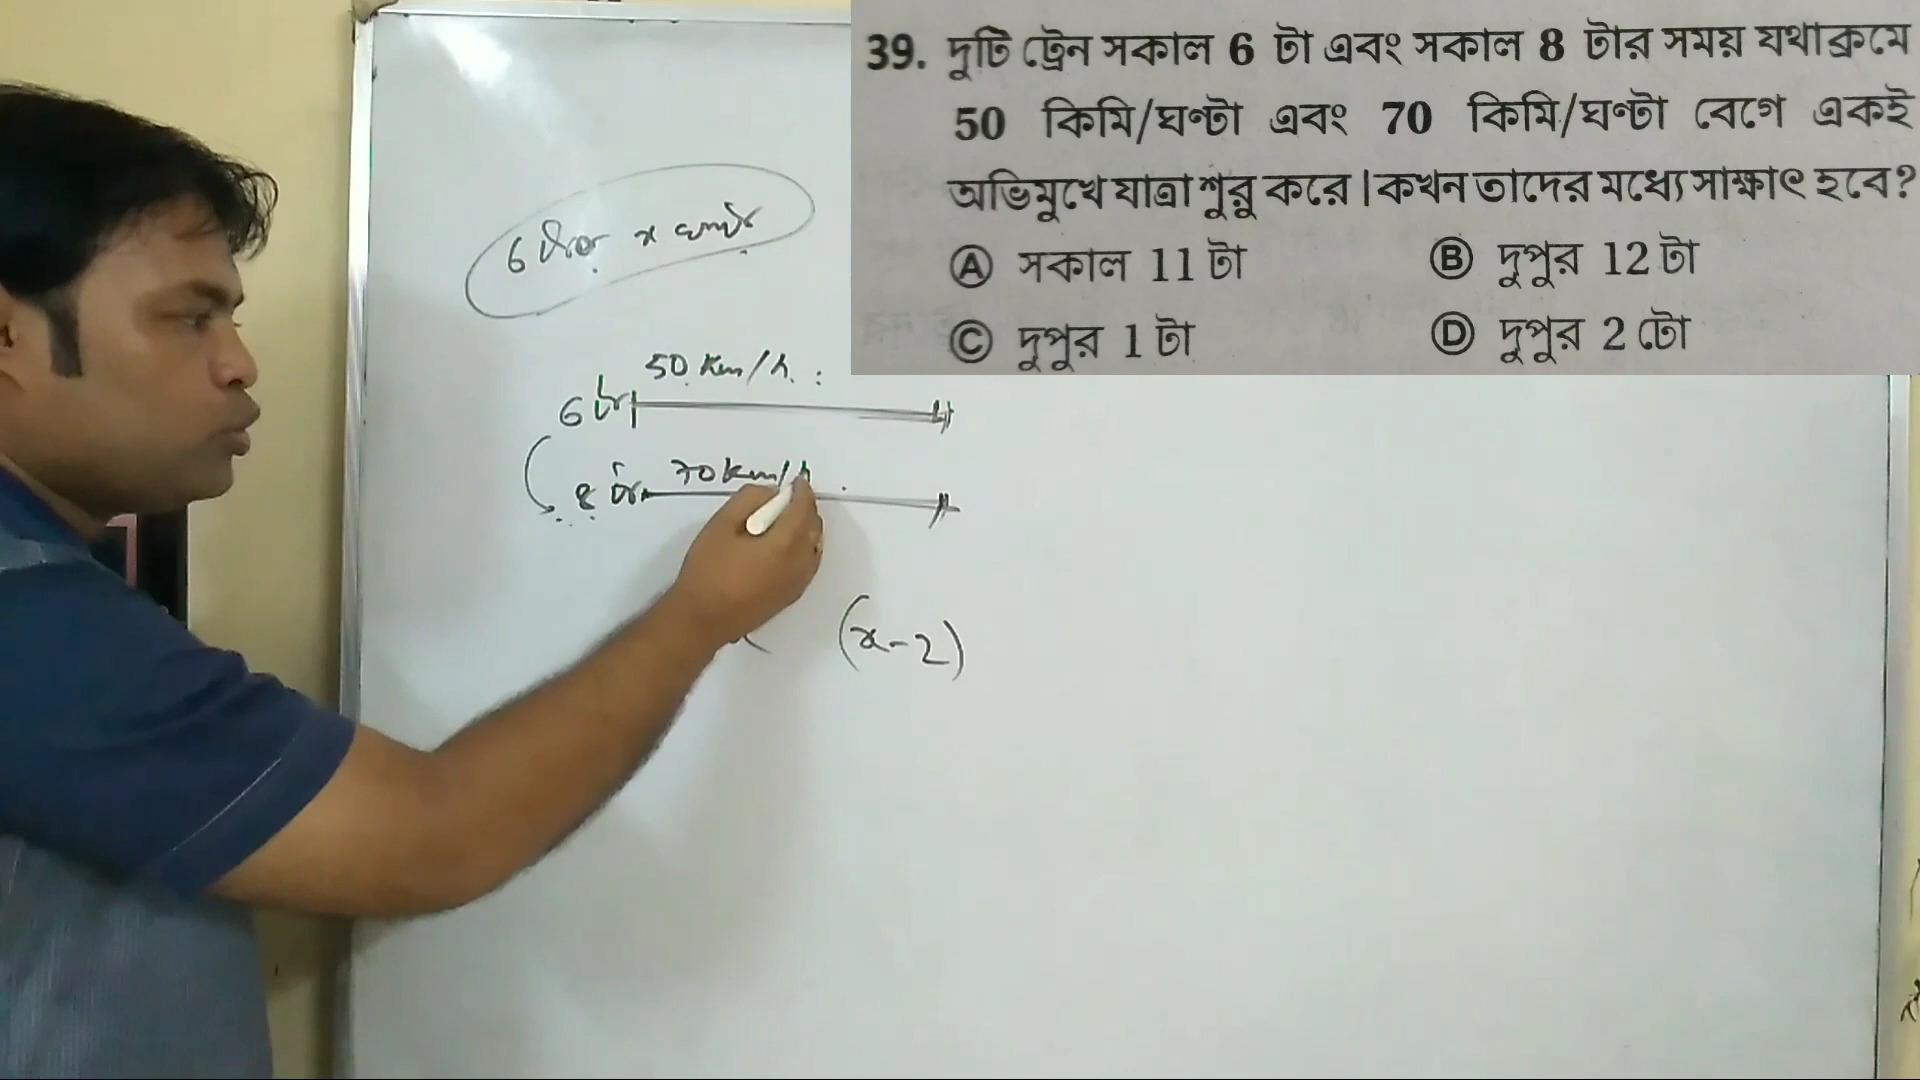 39. দুটি ট্রেন সকাল 6 টা এবং সকাল 8 টার সময় যথাক্রমে
50 কিমি/ঘণ্টা এবং 70 কিমি/ঘণ্টা বেগে একই
অভিমুখে যাত্রা শুরু করে। কখন তাদের মধ্যে সাক্ষাৎ হবে?
Ⓐ সকাল 11 টা Ⓑ দুপুর 12 টা
Ⓒ দুপুর 1 টা Ⓓ দুপুর 2 টো
6 টার x ঘন্টা
50 Km/h.
6 টা
8 টা 70 km/h
(x-2)